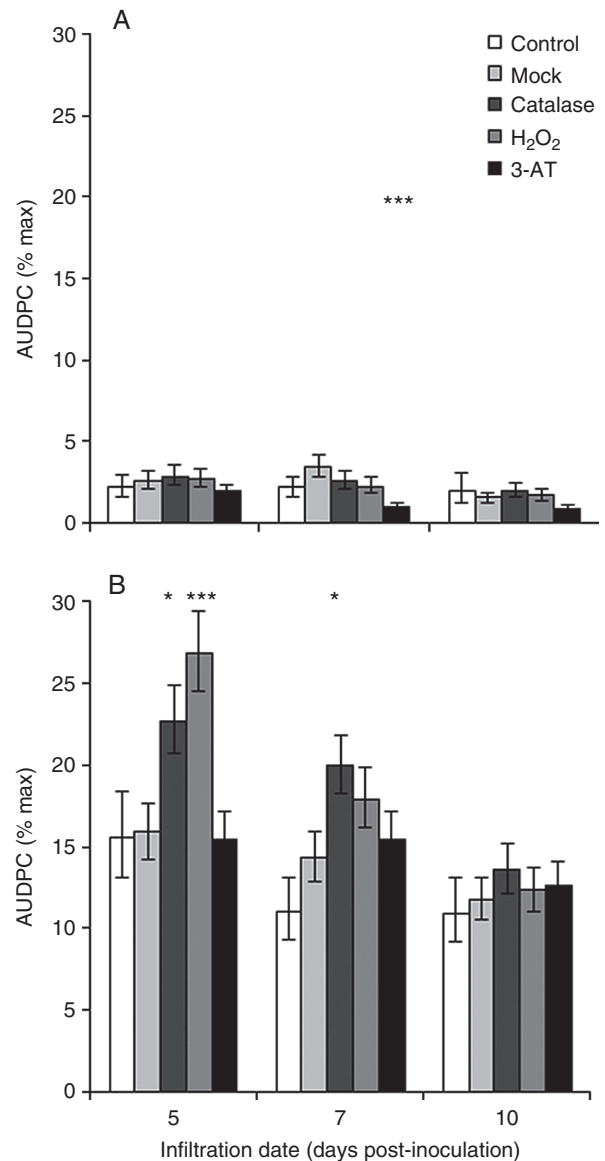 A
30
25
20
15
10
5
0
AUDPC (% max)
Control
Mock
Catalase
H₂O₂
3-AT
***
B
30
25
20
15
10
5
0
AUDPC (% max)
* *** *
5 7 10
Infiltration date (days post-inoculation)